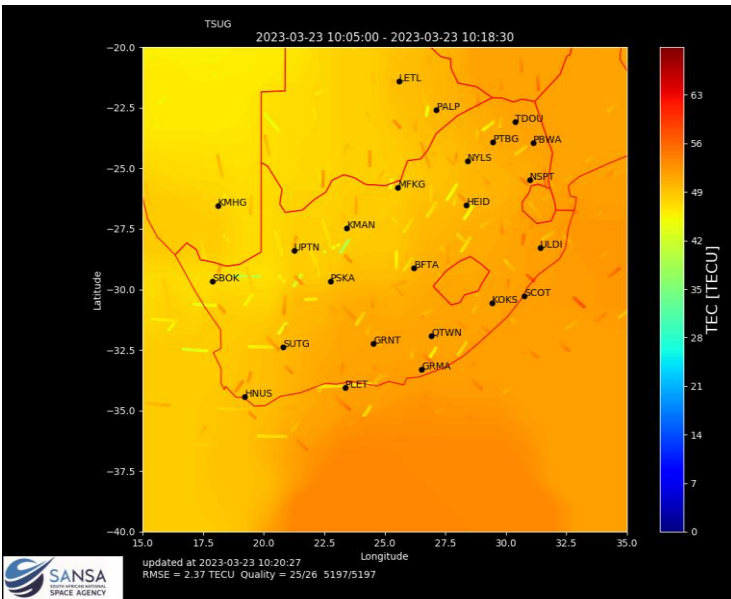 TSUG
2023-03-23 10:05:00 - 2023-03-23 10:18:30
−20.0
−22.5
−25.0
−27.5
−30.0
−32.5
−35.0
−37.5
−40.0
Latitude
LETL
PALP
TDOU
PTBG
PBWA
NYLS
NSPT
MFKG
KMHG
HEID
KMAN
UPTN
ULDI
BFTA
SBOK
PSKA
SCOT
KOKS
QTWN
SUTG
GRNT
GRMA
PLET
HNUS
15.0 17.5 20.0 22.5 25.0 27.5 30.0 32.5 35.0
Longitude
63
56
49
42
35
28
21
14
7
0
TEC [TECU]
updated at 2023-03-23 10:20:27
RMSE = 2.37 TECU Quality = 25/26 5197/5197
SANSA
SOUTH AFRICAN NATIONAL
SPACE AGENCY